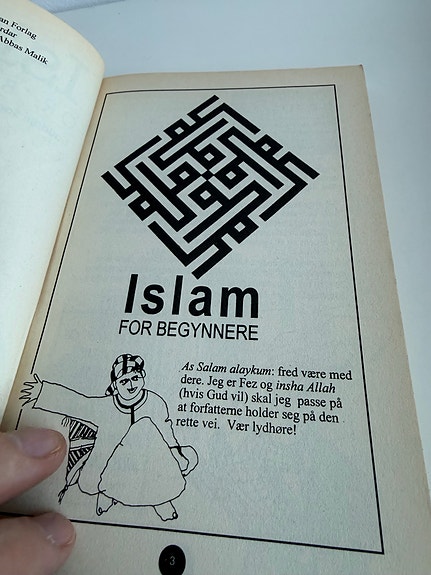 an Forlag
rdar
Abbas Malik
Islam
FOR BEGYNNERE
As Salam alaykum: fred være med
dere. Jeg er Fez og insha Allah
(hvis Gud vil) skal jeg passe på
at forfatterne holder seg på den
rette vei. Vær lydhøre!
3